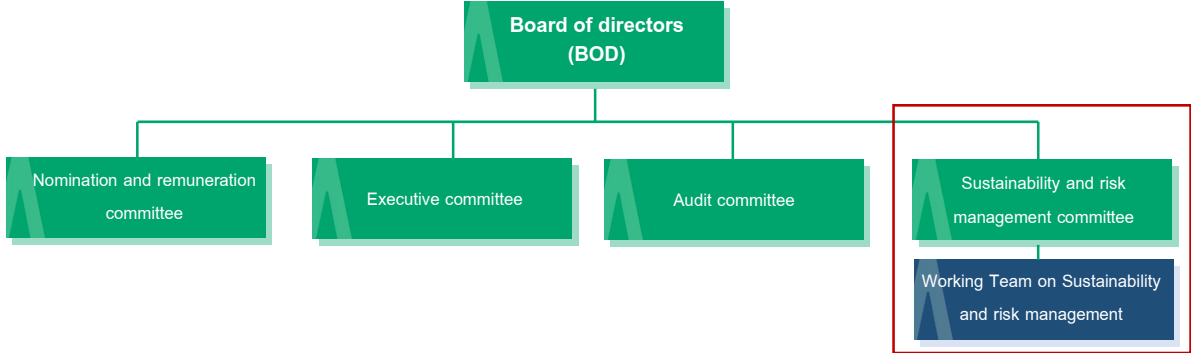 Board of directors
(BOD)
Nomination and remuneration
committee
Executive committee
Audit committee
Sustainability and risk
management committee
Working Team on Sustainability
and risk management